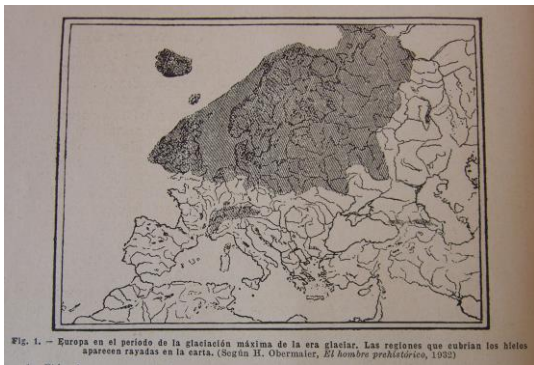 Fig. 1. — Europa en el período de la glaciación máxima de la era glaciar. Las regiones que cubrían los hielos
aparecen rayadas en la carta. (Según H. Obermaier, El hombre prehistórico, 1932)